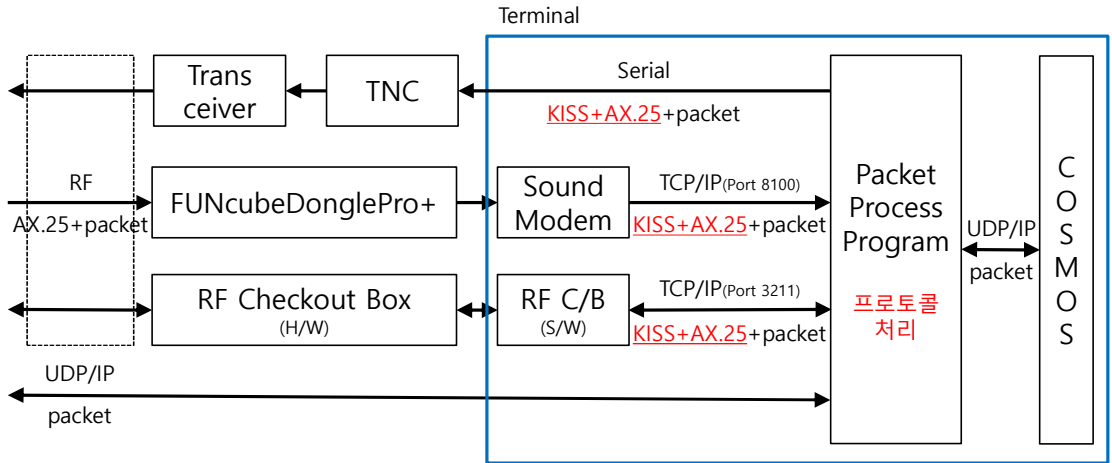 Terminal
Trans
ceiver
TNC
Serial
KISS+AX.25+packet
RF
AX.25+packet
FUNcubeDonglePro+
Sound
Modem
TCP/IP(Port 8100)
KISS+AX.25+packet
RF Checkout Box
(H/W)
RF C/B
(S/W)
TCP/IP(Port 3211)
KISS+AX.25+packet
UDP/IP
packet
Packet
Process
Program
프로토콜
처리
UDP/IP
packet
C
O
S
M
O
S